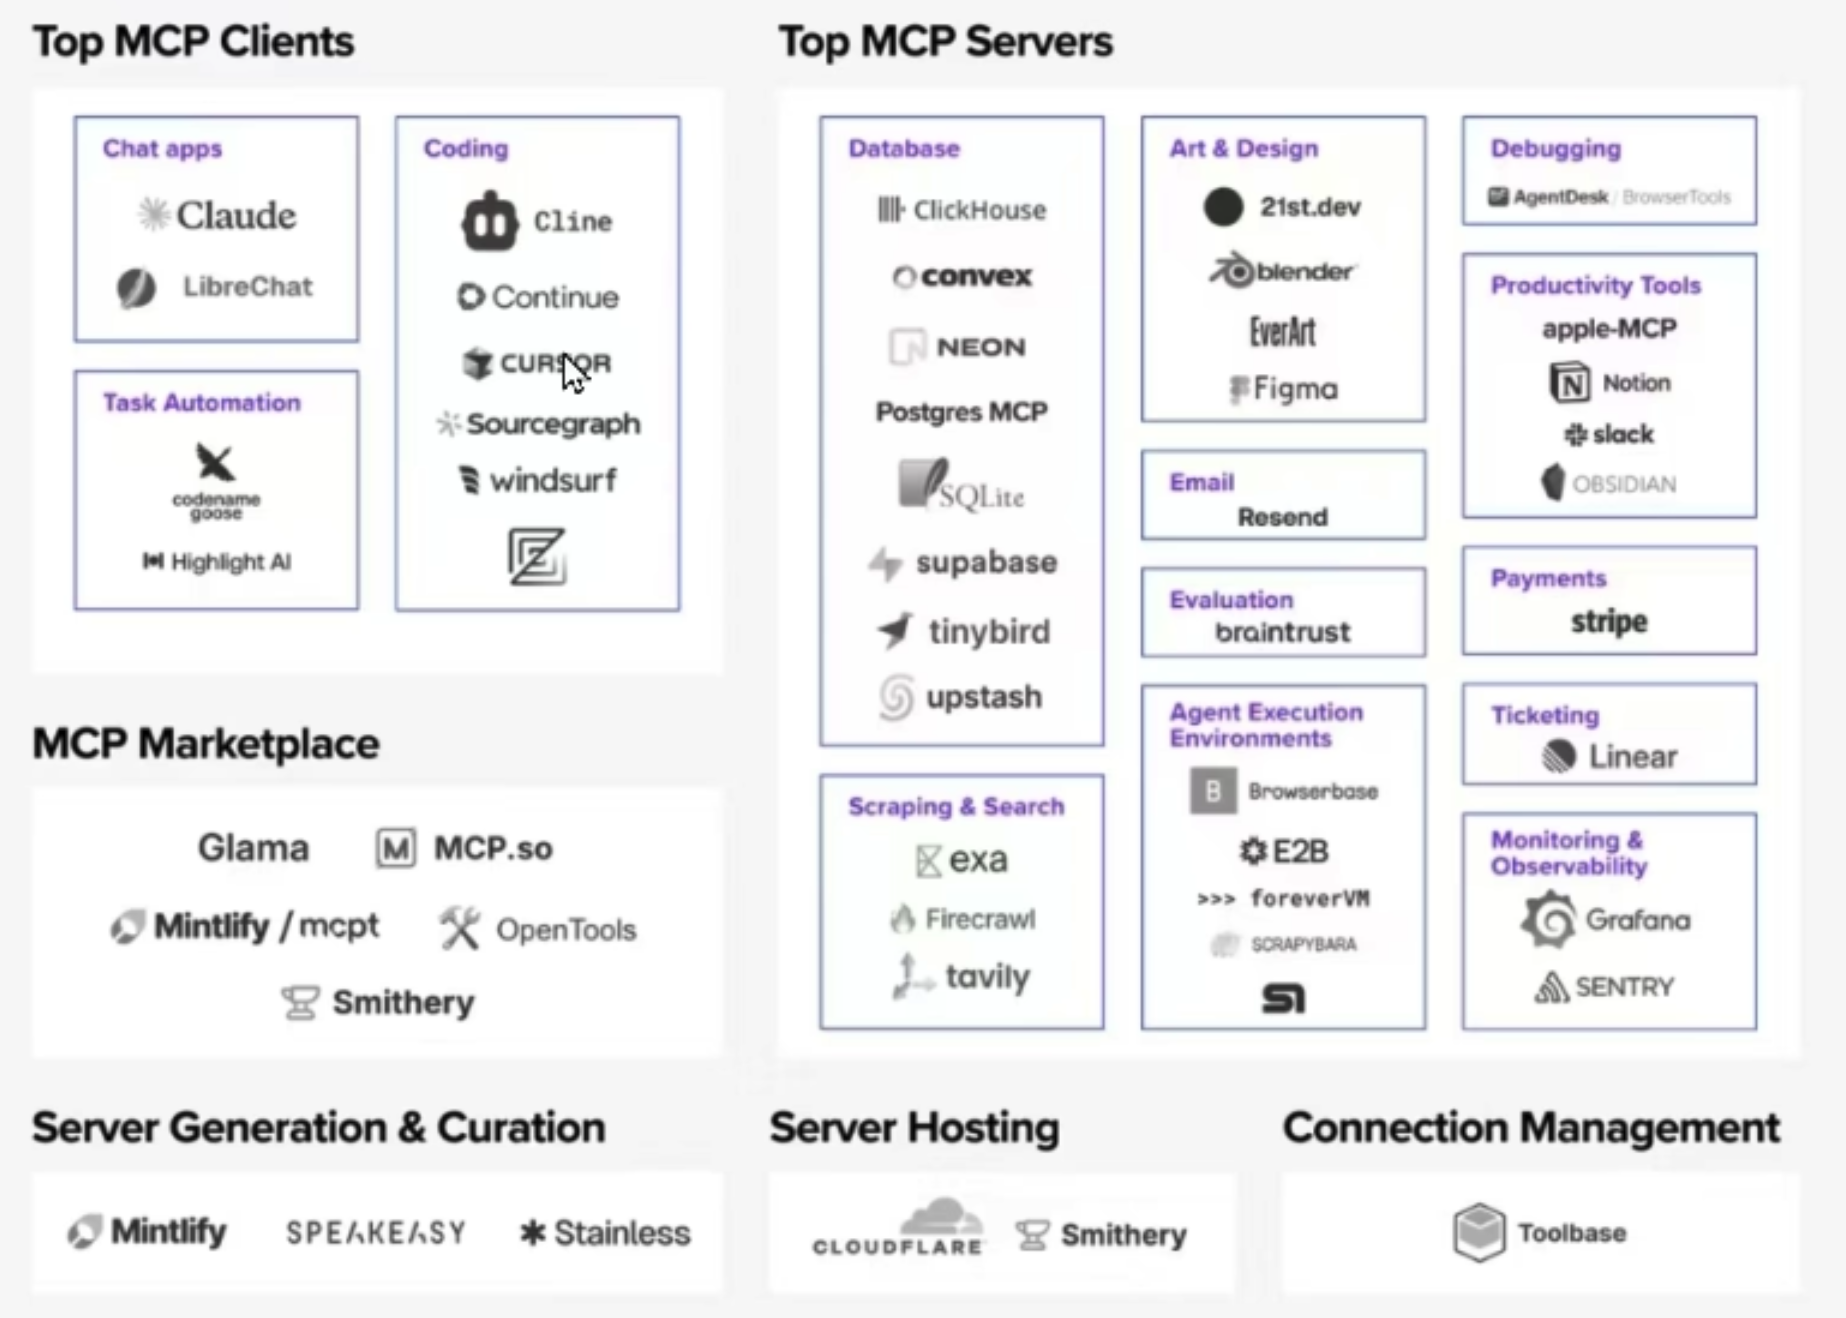 Top MCP Clients
Chat apps
Claude
LibreChat
Task Automation
codename
goose
Highlight AI
Coding
Cline
Continue
CURSOR
Sourcegraph
windsurf
Top MCP Servers
Database
ClickHouse
convex
NEON
Postgres MCP
SQLite
supabase
tinybird
upstash
Scraping & Search
exa
Firecrawl
tavily
Art & Design
21st.dev
blender
EverArt
Figma
Email
Resend
Evaluation
braintrust
Agent Execution
Environments
B Browserbase
E2B
>>> foreverVM
SCRAPYBARA
Debugging
AgentDesk / BrowserTools
Productivity Tools
apple-MCP
N Notion
slack
OBSIDIAN
Payments
stripe
Ticketing
Linear
Monitoring &
Observability
Grafana
SENTRY
MCP Marketplace
Glama M MCP.so
Mintlify / mcpt OpenTools
Smithery
Server Generation & Curation
Mintlify SPEAKEASY Stainless
Server Hosting
CLOUDFLARE Smithery
Connection Management
Toolbase